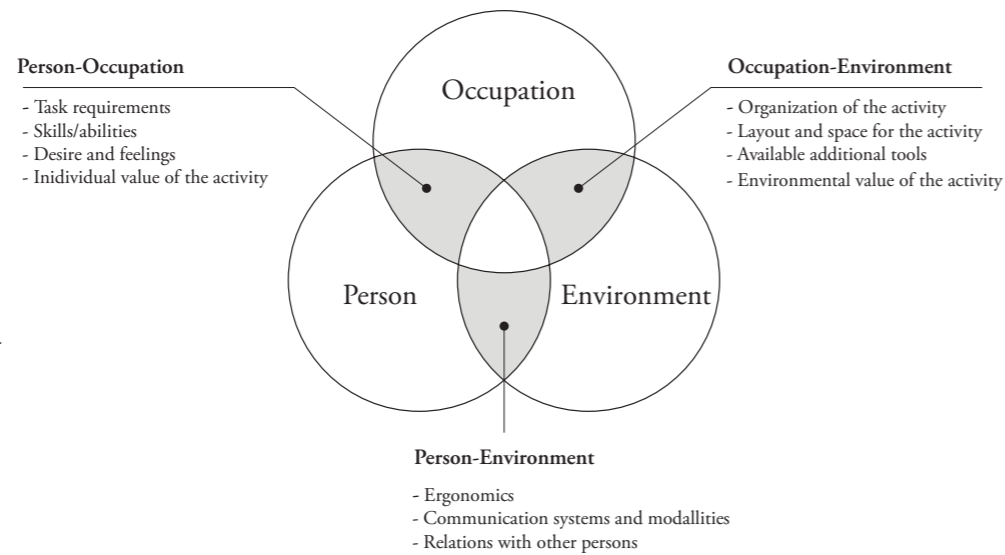 Person-Occupation
- Task requirements
- Skills/abilities
- Desire and feelings
- Inidividual value of the activity
Occupation
Occupation-Environment
- Organization of the activity
- Layout and space for the activity
- Available additional tools
- Environmental value of the activity
Person
Environment
Person-Environment
- Ergonomics
- Communication systems and modallities
- Relations with other persons